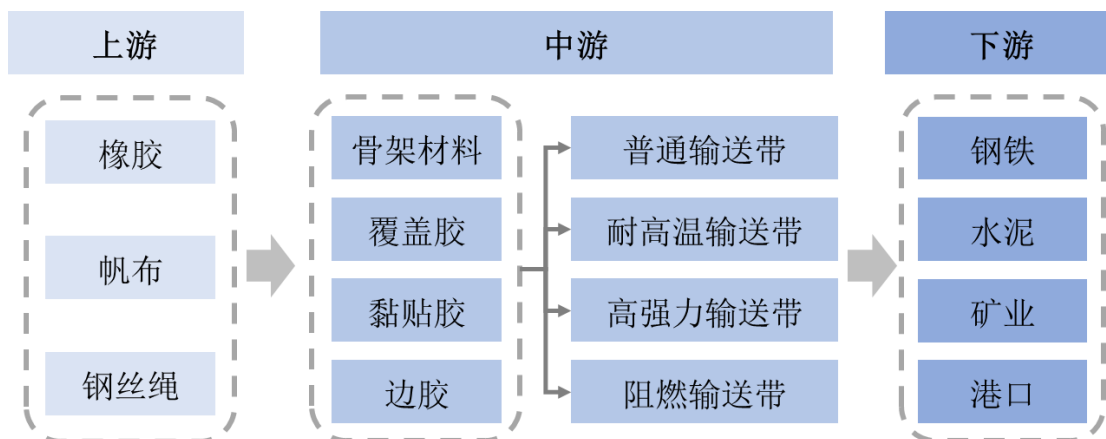 上游
橡胶
帆布
钢丝绳
中游
骨架材料
覆盖胶
黏贴胶
边胶
普通输送带
耐高温输送带
高强力输送带
阻燃输送带
下游
钢铁
水泥
矿业
港口